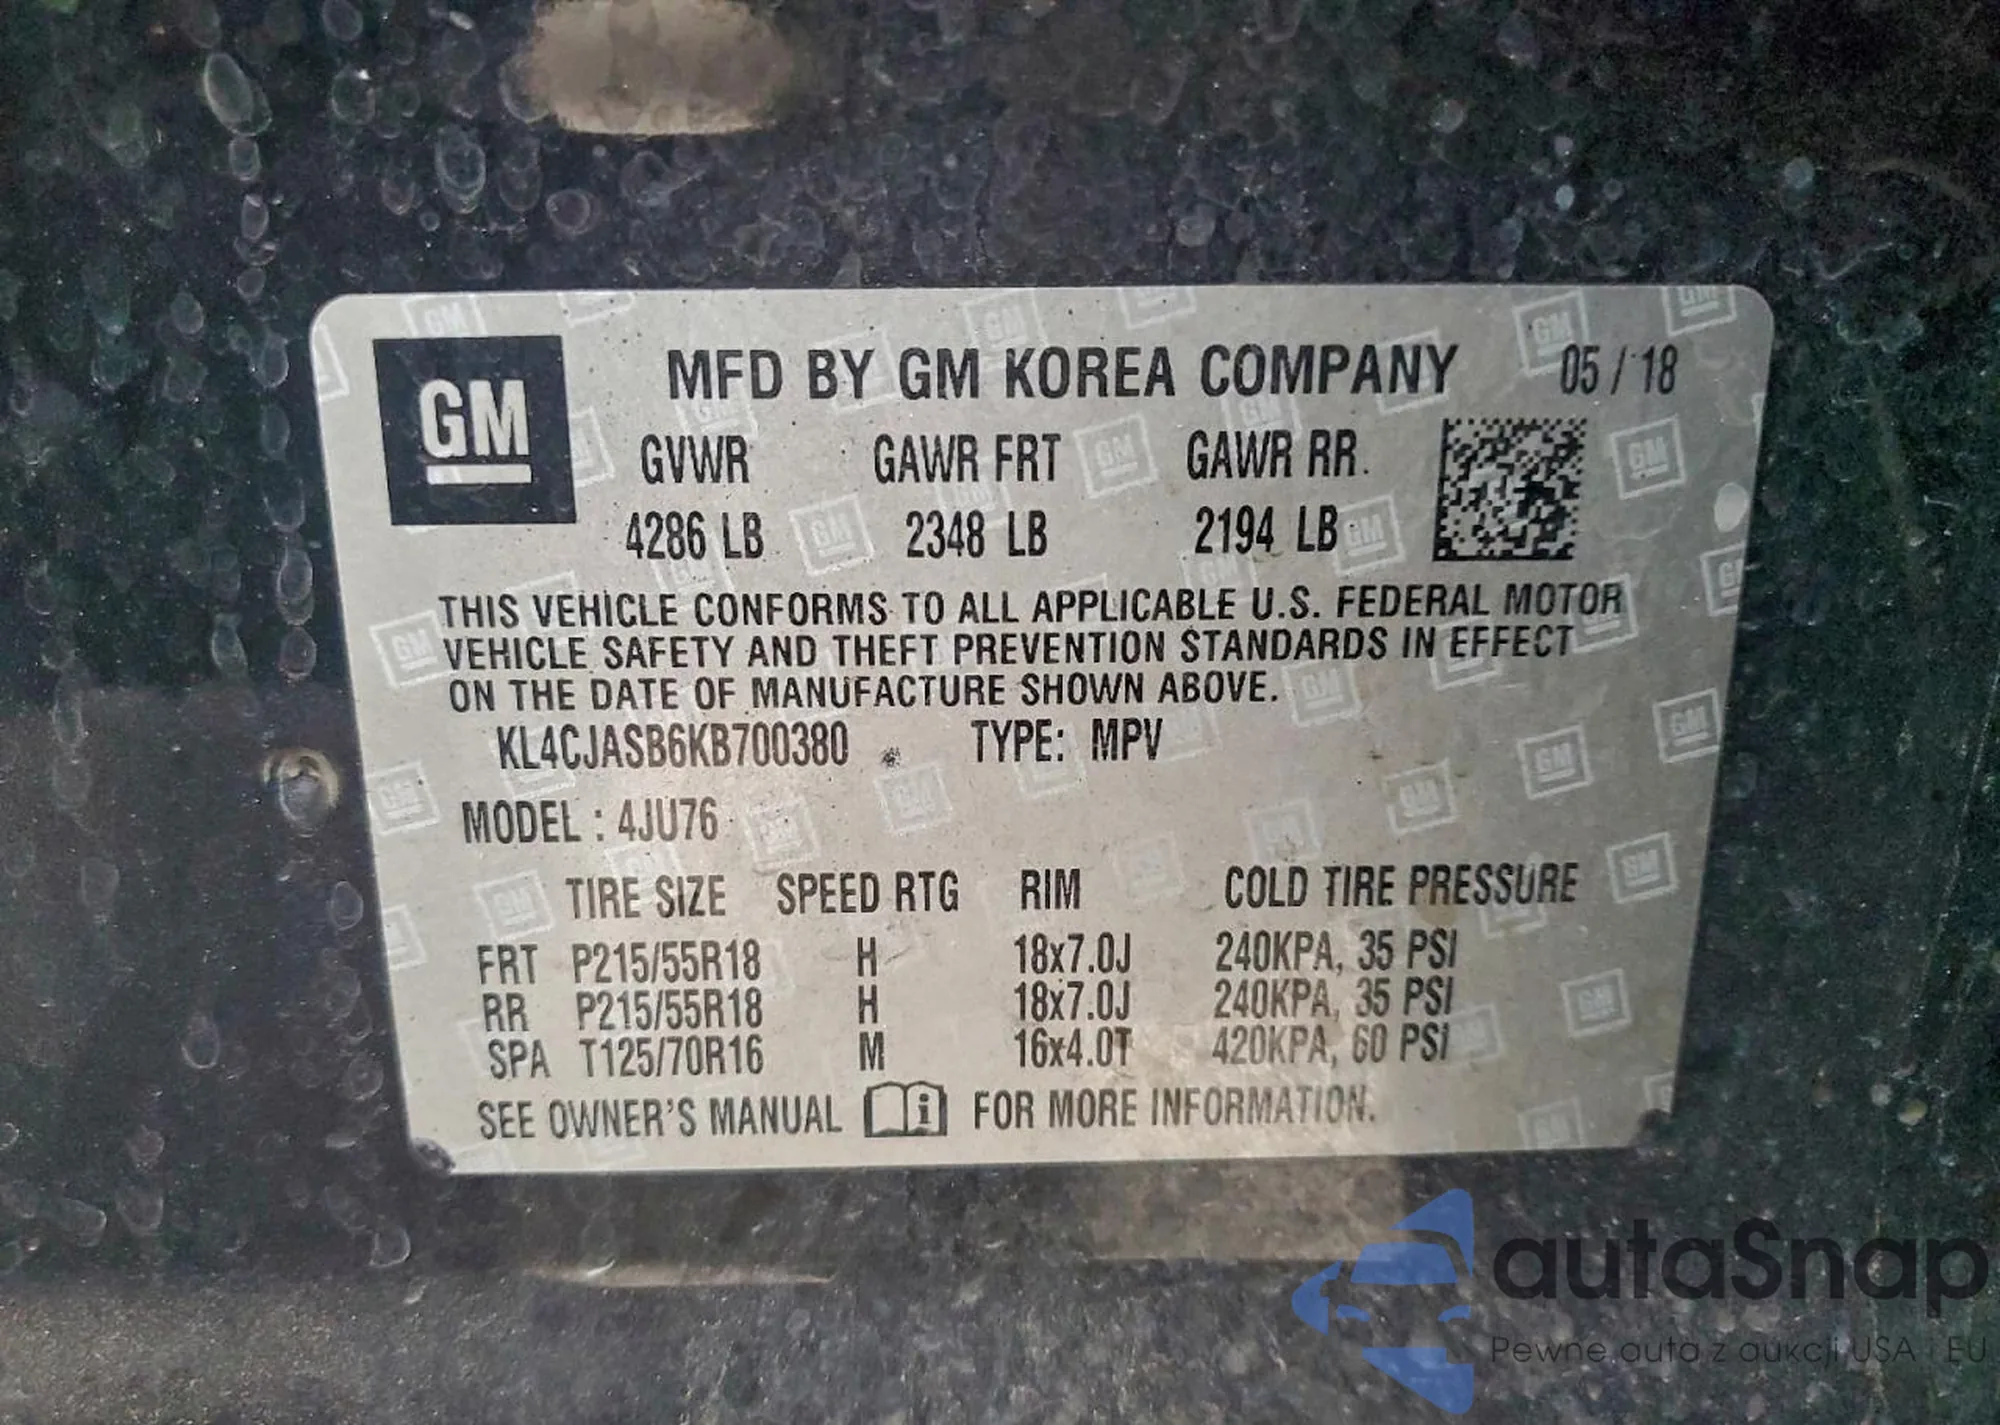 GM
MFD BY GM KOREA COMPANY 05 / 18
GVWR GAWR FRT GAWR RR.
4286 LB 2348 LB 2194 LB
THIS VEHICLE CONFORMS TO ALL APPLICABLE U.S. FEDERAL MOTOR
VEHICLE SAFETY AND THEFT PREVENTION STANDARDS IN EFFECT
ON THE DATE OF MANUFACTURE SHOWN ABOVE.
KL4CJASB6KB700380 TYPE: MPV
MODEL : 4JU76
TIRE SIZE SPEED RTG RIM COLD TIRE PRESSURE
FRT P215/55R18 H 18x7.0J 240KPA, 35 PSI
RR P215/55R18 H 18x7.0J 240KPA, 35 PSI
SPA T125/70R16 M 16x4.0T 420KPA, 60 PSI
SEE OWNER'S MANUAL i FOR MORE INFORMATION.
autaSnap
Pewne auta z aukcji USA i EU